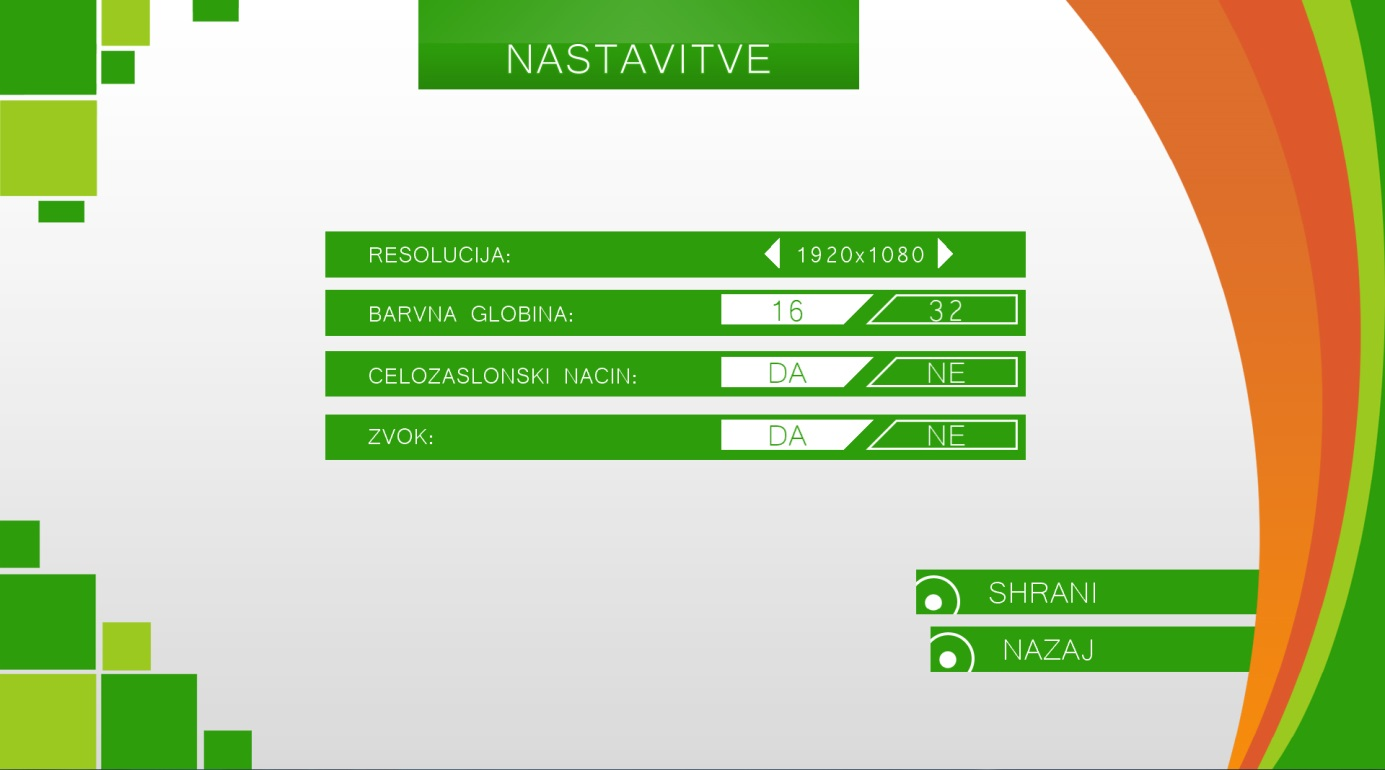 NASTAVITVE
RESOLUCIJA: 1920x1080
BARVNA GLOBINA: 16 32
CELOZASLONSKI NACIN: DA NE
ZVOK: DA NE
SHRANI
NAZAJ